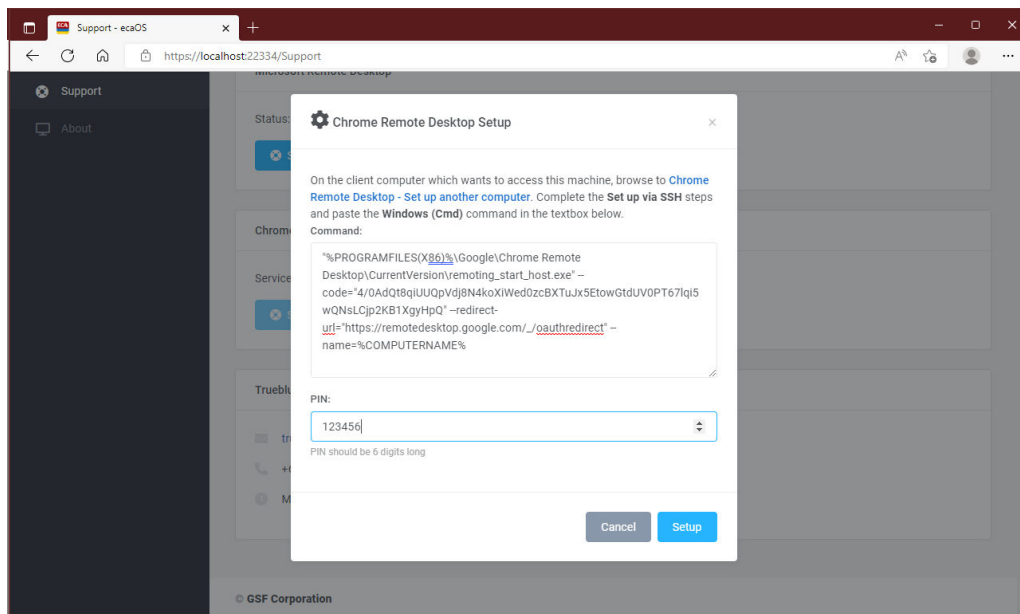 Support - ecaOS
https://localhost:22334/Support
Microsoft Remote Desktop
Support
About
Status:
Chrome Remote Desktop Setup
On the client computer which wants to access this machine, browse to Chrome
Remote Desktop - Set up another computer. Complete the Set up via SSH steps
and paste the Windows (Cmd) command in the textbox below.
Command:
"%PROGRAMFILES(X86)%\Google\Chrome Remote
Desktop\CurrentVersion\remoting_start_host.exe" --
code="4/0AdQt8qiUUQpVdj8N4koXiWed0zcBXTuJx5EtowGtdUV0PT67lqi5
wQNsLCjp2KB1XgyHpQ" --redirect-
url="https://remotedesktop.google.com/_/oauthredirect" --
name=%COMPUTERNAME%
PIN:
123456
PIN should be 6 digits long
Cancel
Setup
© GSF Corporation